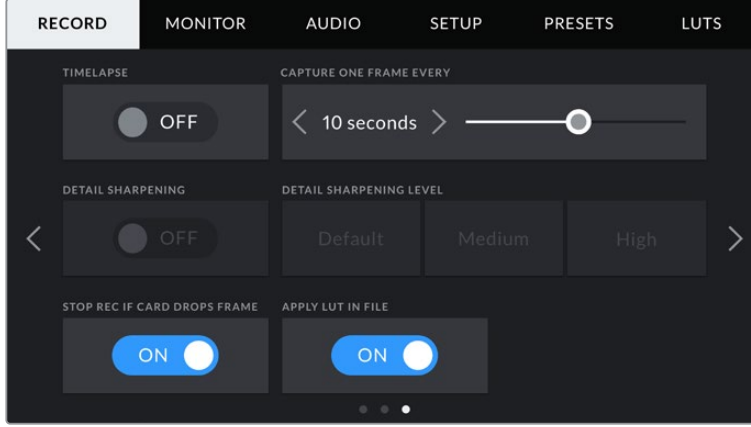 RECORD MONITOR AUDIO SETUP PRESETS LUTS
TIMELAPSE CAPTURE ONE FRAME EVERY
OFF 10 seconds
DETAIL SHARPENING DETAIL SHARPENING LEVEL
OFF Default Medium High
STOP REC IF CARD DROPS FRAME APPLY LUT IN FILE
ON ON